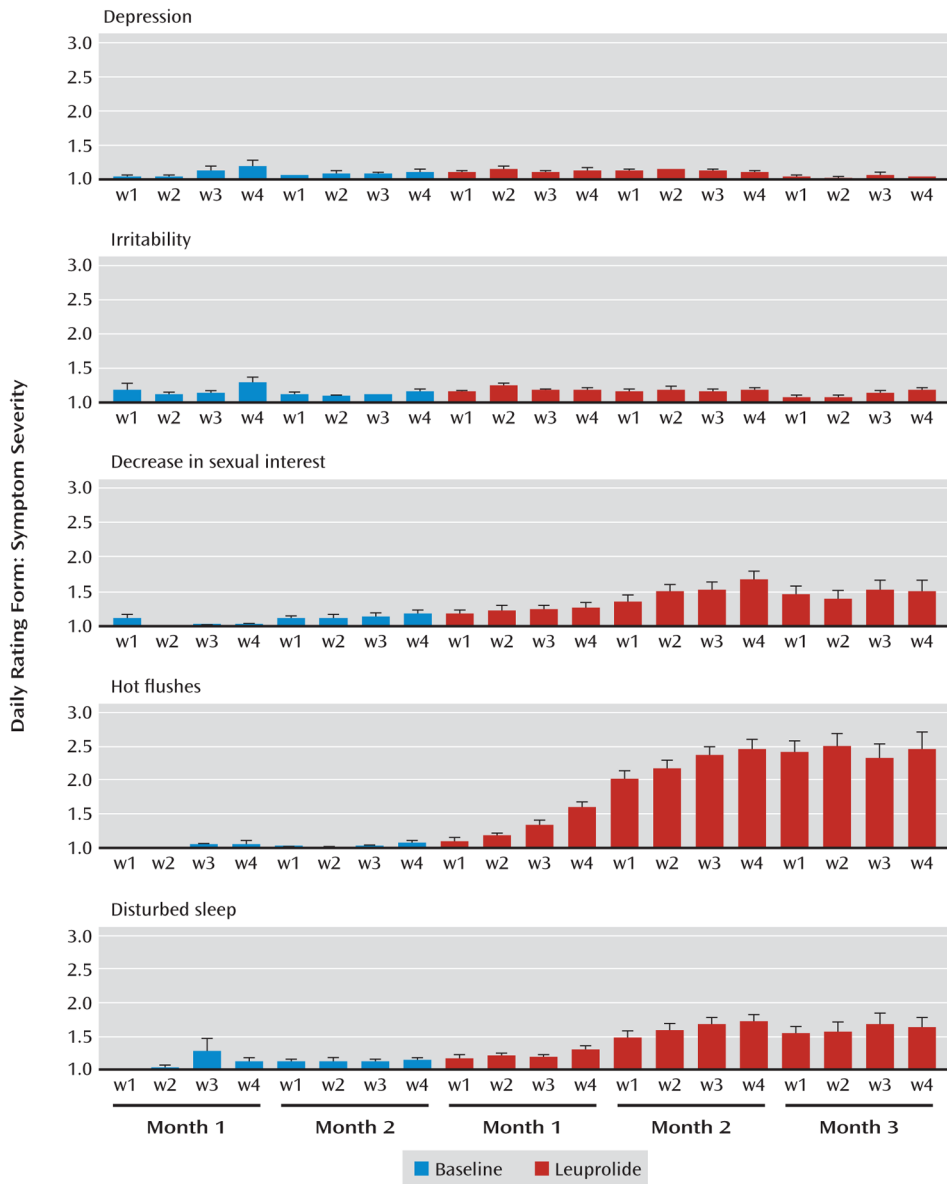 Daily Rating Form: Symptom Severity
Depression
3.0
2.5
2.0
1.5
1.0
w1 w2 w3 w4 w1 w2 w3 w4 w1 w2 w3 w4 w1 w2 w3 w4 w1 w2 w3 w4
Irritability
3.0
2.5
2.0
1.5
1.0
w1 w2 w3 w4 w1 w2 w3 w4 w1 w2 w3 w4 w1 w2 w3 w4 w1 w2 w3 w4
Decrease in sexual interest
3.0
2.5
2.0
1.5
1.0
w1 w2 w3 w4 w1 w2 w3 w4 w1 w2 w3 w4 w1 w2 w3 w4 w1 w2 w3 w4
Hot flushes
3.0
2.5
2.0
1.5
1.0
w1 w2 w3 w4 w1 w2 w3 w4 w1 w2 w3 w4 w1 w2 w3 w4 w1 w2 w3 w4
Disturbed sleep
3.0
2.5
2.0
1.5
1.0
w1 w2 w3 w4 w1 w2 w3 w4 w1 w2 w3 w4 w1 w2 w3 w4 w1 w2 w3 w4
Month 1 Month 2 Month 1 Month 2 Month 3
Baseline Leuprolide